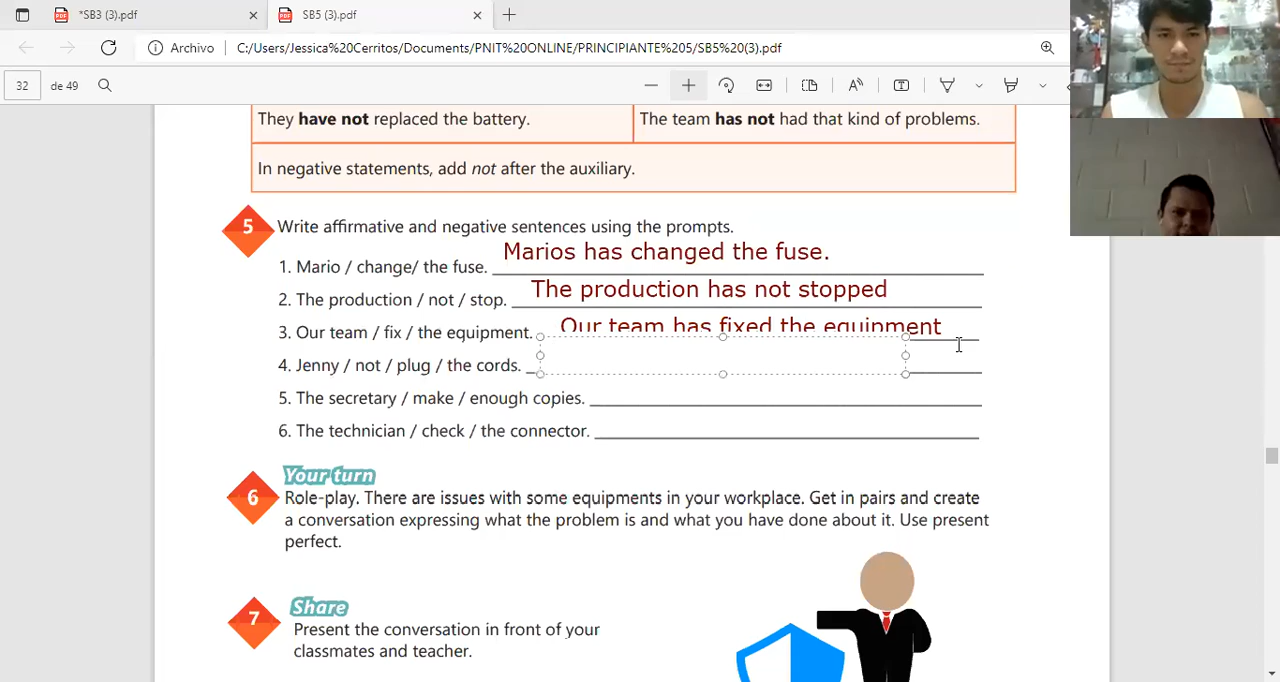 *SB3 (3).pdf
SB5 (3).pdf
Archivo
C:/Users/Jessica%20Cerritos/Documents/PNIT%20ONLINE/PRINCIPIANTE%205/SB5%20(3).pdf
32
de 49
They have not replaced the battery.
The team has not had that kind of problems.
In negative statements, add not after the auxiliary.
5
Write affirmative and negative sentences using the prompts.
Marios has changed the fuse.
1. Mario / change/ the fuse.
The production has not stopped
2. The production / not / stop.
Our team has fixed the equipment
3. Our team / fix / the equipment.
4. Jenny / not / plug / the cords.
5. The secretary / make / enough copies.
6. The technician / check / the connector.
6
Your turn
Role-play. There are issues with some equipments in your workplace. Get in pairs and create
a conversation expressing what the problem is and what you have done about it. Use present
perfect.
7
Share
Present the conversation in front of your
classmates and teacher.